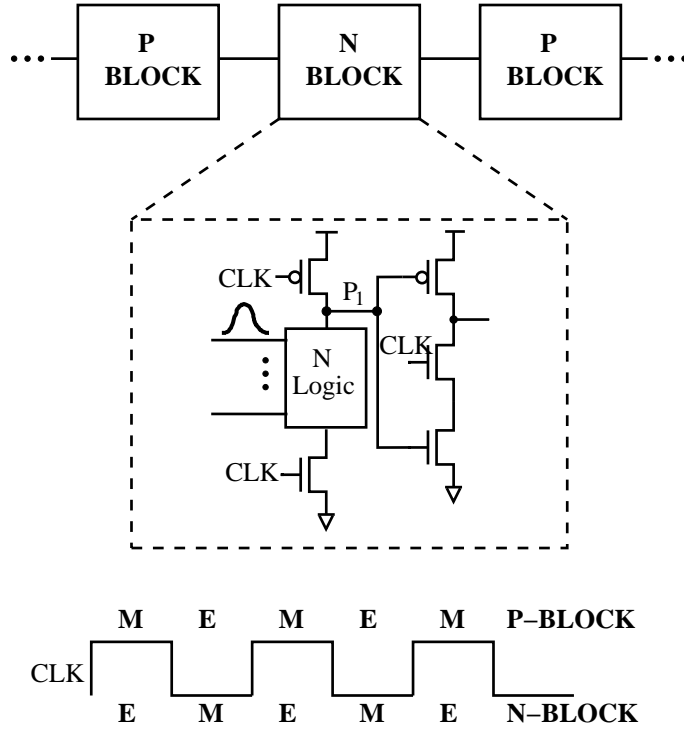 P
BLOCK
N
BLOCK
P
BLOCK
CLK
P1
CLK
N
Logic
CLK
M E M E M P-BLOCK
CLK
E M E M E N-BLOCK